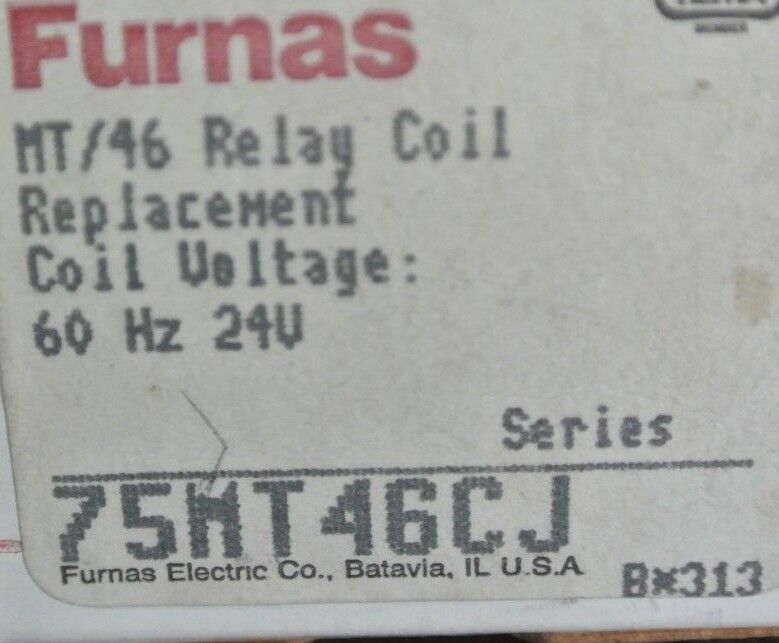 Furnas
MT/46 Relay Coil
Replacement
Coil Voltage:
60 Hz 24V
Series
75MT46CJ
Furnas Electric Co., Batavia, IL U.S.A
B*313